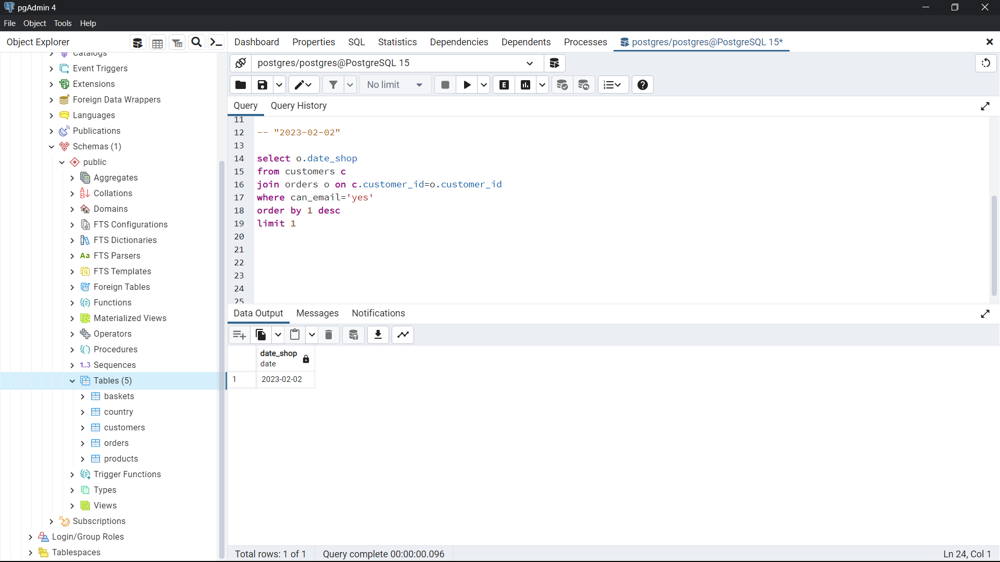 pgAdmin 4
File Object Tools Help
Object Explorer
Dashboard Properties SQL Statistics Dependencies Dependents Processes postgres/postgres@PostgreSQL 15*
Catalogs
Event Triggers
Extensions
Foreign Data Wrappers
Languages
Publications
Schemas (1)
public
Aggregates
Collations
Domains
FTS Configurations
FTS Dictionaries
Aa FTS Parsers
FTS Templates
Foreign Tables
Functions
Materialized Views
Operators
Procedures
1..3 Sequences
Tables (5)
baskets
country
customers
orders
products
Trigger Functions
Types
Views
Subscriptions
Login/Group Roles
Tablespaces
postgres/postgres@PostgreSQL 15
No limit
E
Query Query History
11
12 -- "2023-02-02"
13
14 select o.date_shop
15 from customers c
16 join orders o on c.customer_id=o.customer_id
17 where can_email='yes'
18 order by 1 desc
19 limit 1
20
21
22
23
24
25
Data Output Messages Notifications
date_shop
date
1 2023-02-02
Total rows: 1 of 1 Query complete 00:00:00.096 Ln 24, Col 1